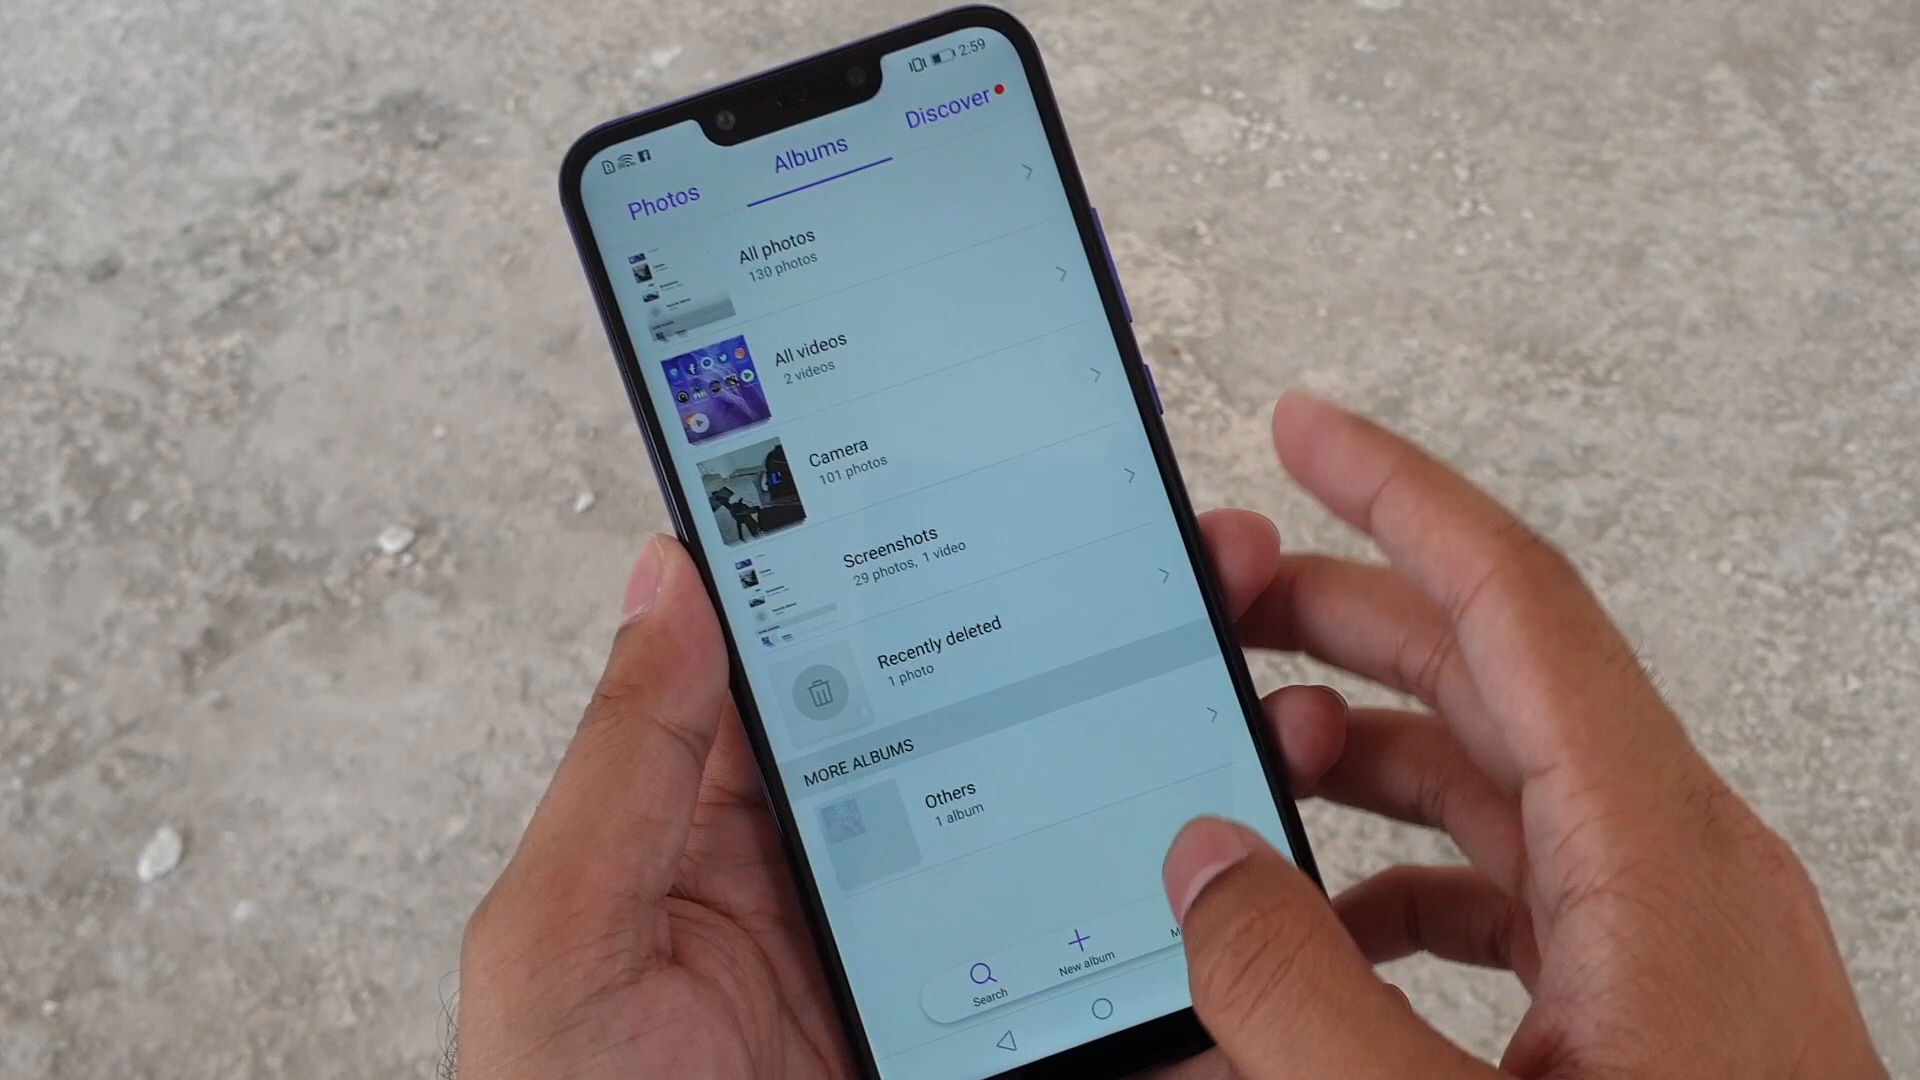 2:59
Photos
Albums
Discover
All photos
130 photos
All videos
2 videos
Camera
101 photos
Screenshots
29 photos, 1 video
Recently deleted
1 photo
MORE ALBUMS
Others
1 album
Search
New album